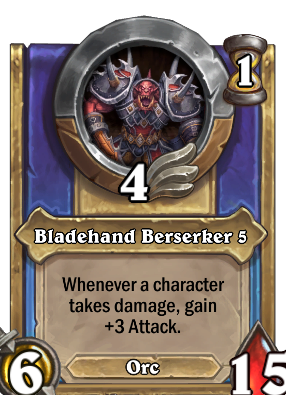 1
4
Bladehand Berserker 5
Whenever a character
takes damage, gain
+3 Attack.
6
Orc
15